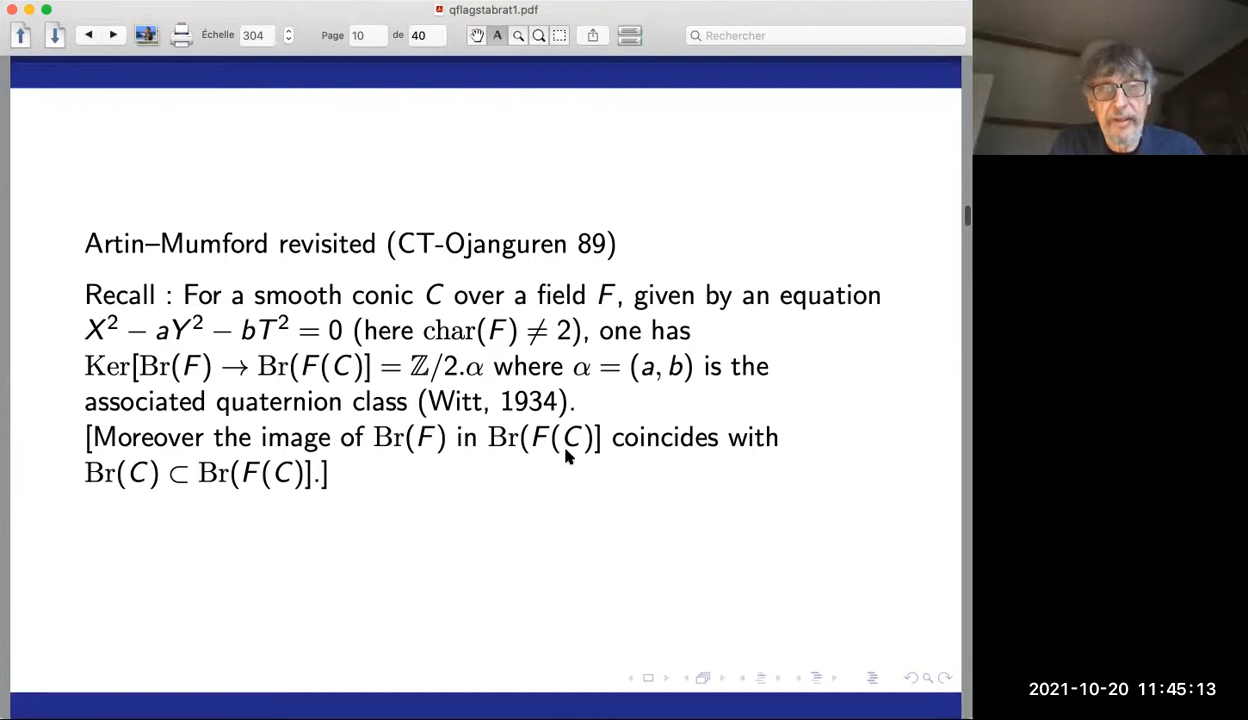 qflagstabrat1.pdf
Échelle 304 Page 10 de 40 A Rechercher
Artin–Mumford revisited (CT-Ojanguren 89)
Recall : For a smooth conic C over a field F, given by an equation
X² − aY² − bT² = 0 (here char(F) ≠ 2), one has
Ker[Br(F) → Br(F(C)] = ℤ/2.α where α = (a, b) is the
associated quaternion class (Witt, 1934).
[Moreover the image of Br(F) in Br(F(C)] coincides with
Br(C) ⊂ Br(F(C)].]
2021-10-20 11:45:13